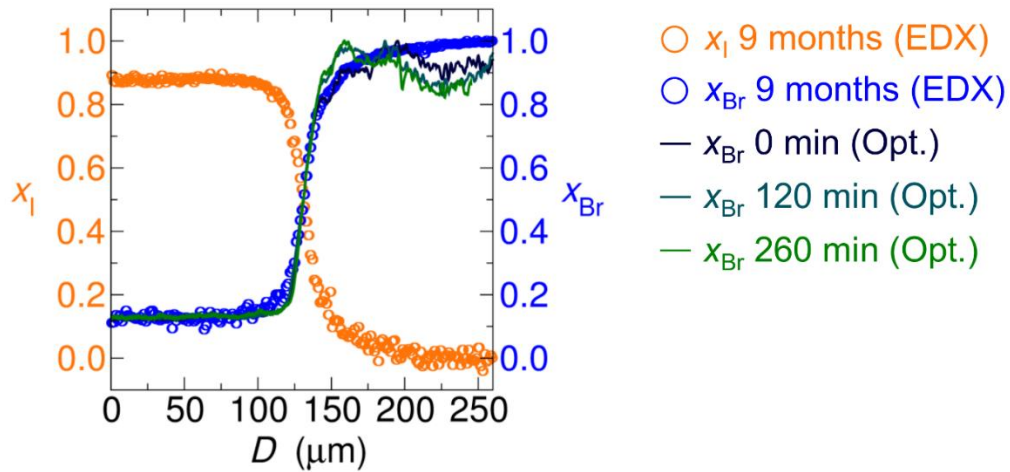 1.0
0.8
0.6
0.4
0.2
0.0
x_I
1.0
0.8
0.6
0.4
0.2
0.0
x_Br
0 50 100 150 200 250
D (μm)
○ x_I 9 months (EDX)
○ x_Br 9 months (EDX)
— x_Br 0 min (Opt.)
— x_Br 120 min (Opt.)
— x_Br 260 min (Opt.)